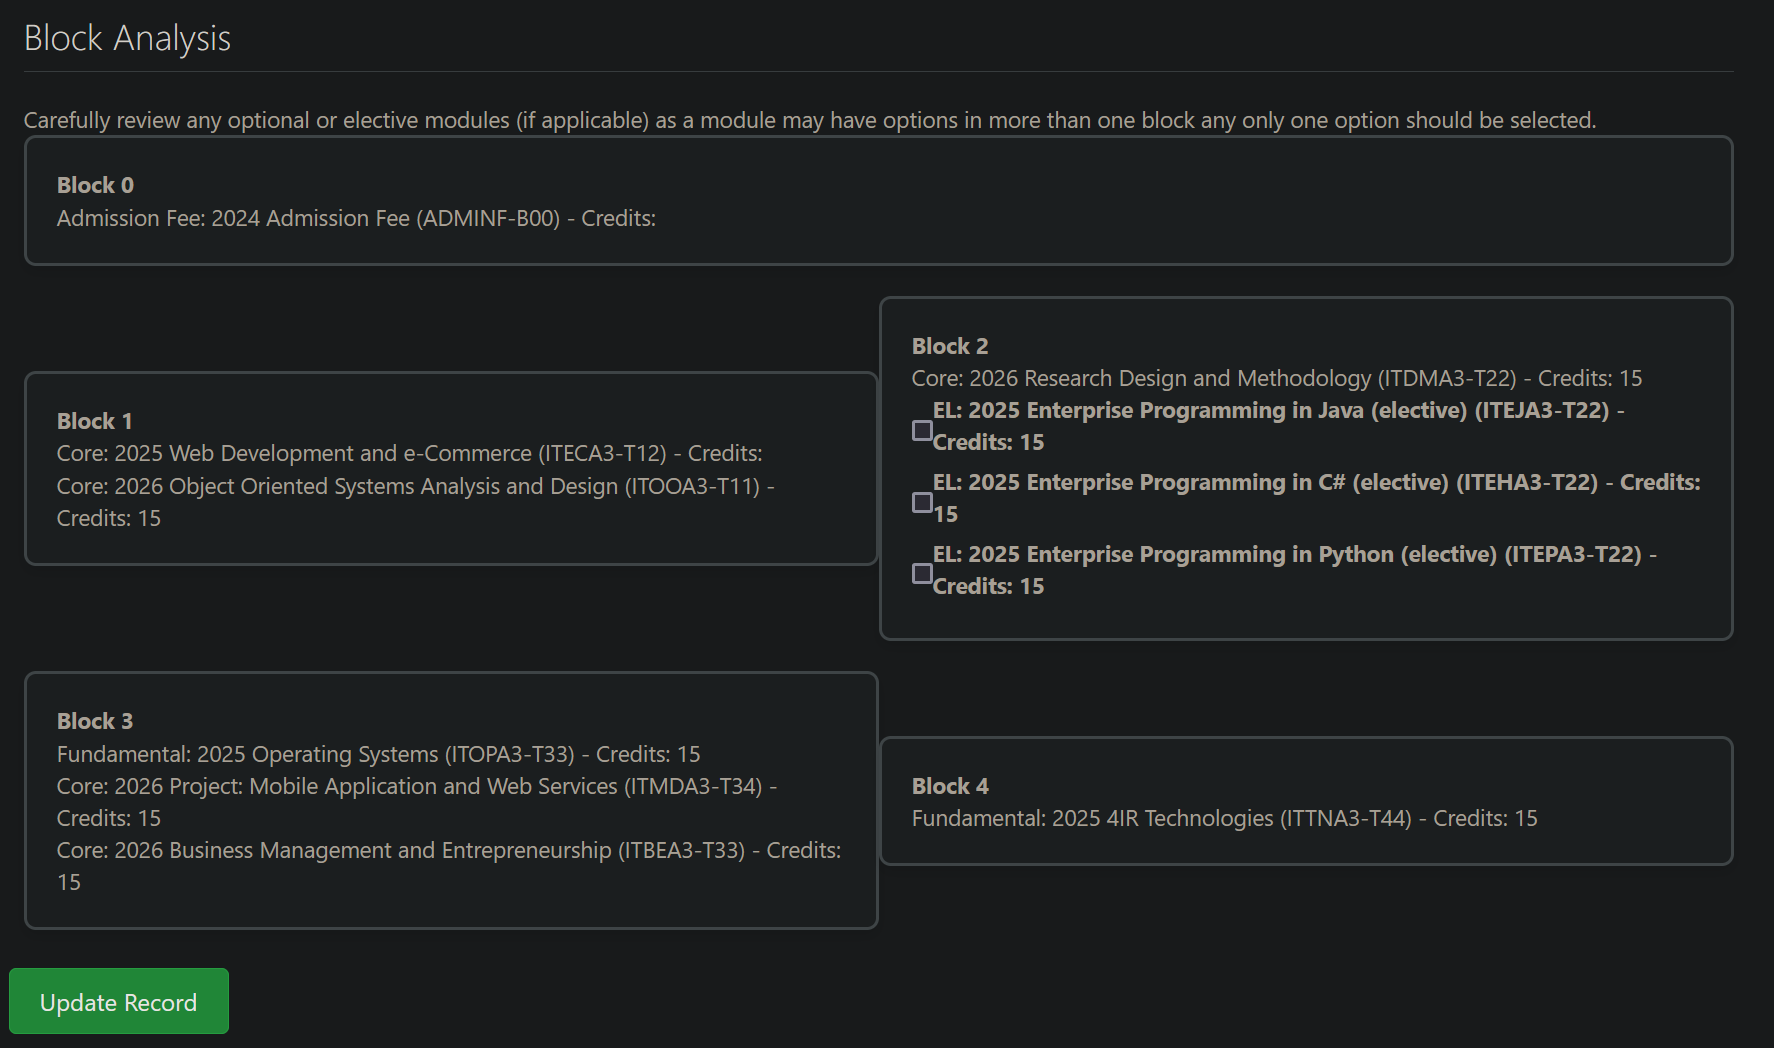 Block Analysis
Carefully review any optional or elective modules (if applicable) as a module may have options in more than one block any only one option should be selected.
Block 0
Admission Fee: 2024 Admission Fee (ADMINF-B00) - Credits:
Block 1
Core: 2025 Web Development and e-Commerce (ITECA3-T12) - Credits:
Core: 2026 Object Oriented Systems Analysis and Design (ITOOA3-T11) -
Credits: 15
Block 2
Core: 2026 Research Design and Methodology (ITDMA3-T22) - Credits: 15
EL: 2025 Enterprise Programming in Java (elective) (ITEJA3-T22) -
Credits: 15
EL: 2025 Enterprise Programming in C# (elective) (ITEHA3-T22) - Credits:
15
EL: 2025 Enterprise Programming in Python (elective) (ITEPA3-T22) -
Credits: 15
Block 3
Fundamental: 2025 Operating Systems (ITOPA3-T33) - Credits: 15
Core: 2026 Project: Mobile Application and Web Services (ITMDA3-T34) -
Credits: 15
Core: 2026 Business Management and Entrepreneurship (ITBEA3-T33) - Credits:
15
Block 4
Fundamental: 2025 4IR Technologies (ITTNA3-T44) - Credits: 15
Update Record